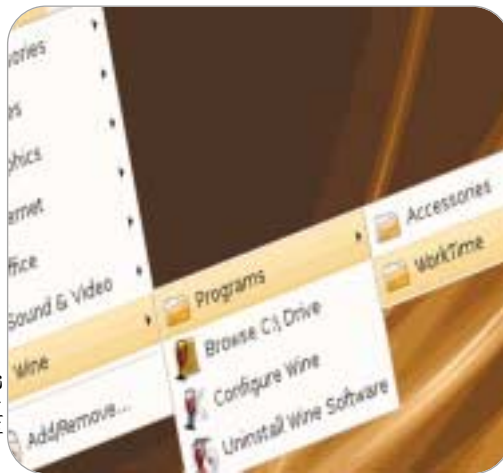 ories
es
phics
ernet
ffice
Sound & Video
Wine
Add/Remove...
Programs
Browse C:\ Drive
Configure Wine
Uninstall Wine Software
Accessories
WorkTime